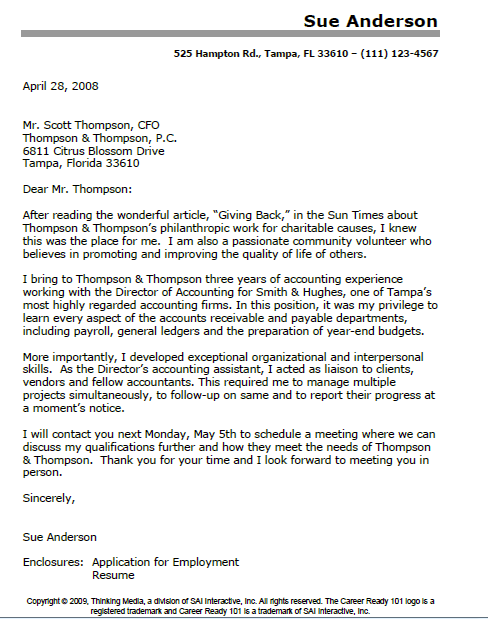 Sue Anderson
525 Hampton Rd., Tampa, FL 33610 – (111) 123-4567
April 28, 2008
Mr. Scott Thompson, CFO
Thompson & Thompson, P.C.
6811 Citrus Blossom Drive
Tampa, Florida 33610
Dear Mr. Thompson:
After reading the wonderful article, “Giving Back,” in the Sun Times about
Thompson & Thompson’s philanthropic work for charitable causes, I knew
this was the place for me.  I am also a passionate community volunteer who
believes in promoting and improving the quality of life of others.
I bring to Thompson & Thompson three years of accounting experience
working with the Director of Accounting for Smith & Hughes, one of Tampa’s
most highly regarded accounting firms. In this position, it was my privilege to
learn every aspect of the accounts receivable and payable departments,
including payroll, general ledgers and the preparation of year-end budgets.
More importantly, I developed exceptional organizational and interpersonal
skills.  As the Director’s accounting assistant, I acted as liaison to clients,
vendors and fellow accountants. This required me to manage multiple
projects simultaneously, to follow-up on same and to report their progress at
a moment’s notice.
I will contact you next Monday, May 5th to schedule a meeting where we can
discuss my qualifications further and how they meet the needs of Thompson
& Thompson.  Thank you for your time and I look forward to meeting you in
person.
Sincerely,
Sue Anderson
Enclosures:  Application for Employment
Resume
Copyright © 2009, Thinking Media, a division of SAI Interactive, Inc. All rights reserved. The Career Ready 101 logo is a
registered trademark and Career Ready 101 is a trademark of SAI Interactive, Inc.